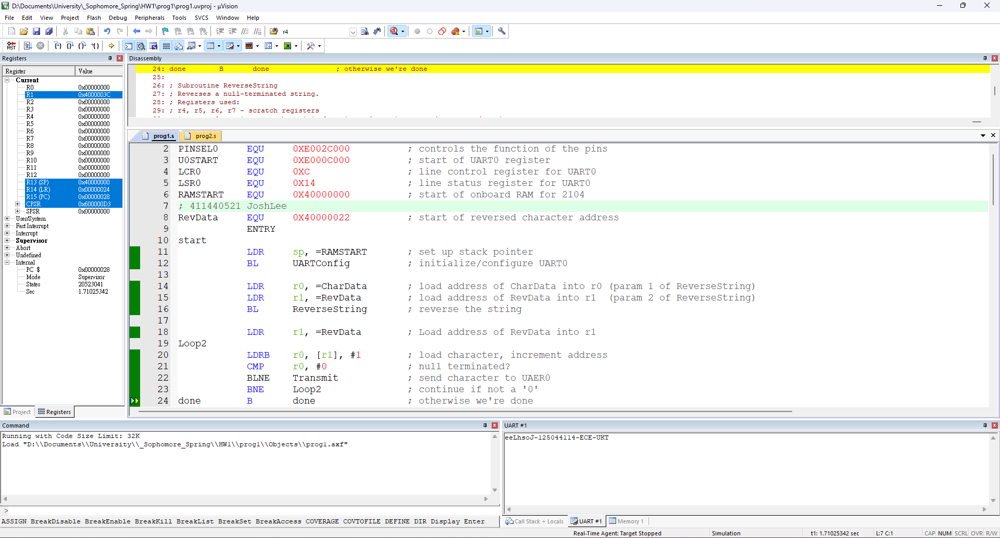 D:\Documents\University\_Sophomore_Spring\HW1\prog1\prog1.uvproj - µVision
File Edit View Project Flash Debug Peripherals Tools SVCS Window Help
r4
RST
Registers
Register Value
Current
R0 0x00000000
R1 0x4000003C
R2 0x00000000
R3 0x00000000
R4 0x00000000
R5 0x00000000
R6 0x00000000
R7 0x00000000
R8 0x00000000
R9 0x00000000
R10 0x00000000
R11 0x00000000
R12 0x00000000
R13 (SP) 0x40000000
R14 (LR) 0x00000024
R15 (PC) 0x00000028
CPSR 0x600000D3
SPSR 0x00000000
User/System
Fast Interrupt
Interrupt
Supervisor
Abort
Undefined
Internal
PC $ 0x00000028
Mode Supervisor
States 20523041
Sec 1.71025342
Project Registers
Disassembly
24: done B done ; otherwise we're done
25:
26: ; Subroutine ReverseString
27: ; Reverses a null-terminated string.
28: ; Registers used:
29: ; r4, r5, r6, r7 - scratch registers
prog1.s prog2.s
2 PINSEL0 EQU 0XE002C000 ; controls the function of the pins
3 U0START EQU 0XE000C000 ; start of UART0 register
4 LCR0 EQU 0XC ; line control register for UART0
5 LSR0 EQU 0X14 ; line status register for UART0
6 RAMSTART EQU 0X40000000 ; start of onboard RAM for 2104
7 ; 411440521 JoshLee
8 RevData EQU 0X40000022 ; start of reversed character address
9 ENTRY
10 start
11 LDR sp, =RAMSTART ; set up stack pointer
12 BL UARTConfig ; initialize/configure UART0
13
14 LDR r0, =CharData ; load address of CharData into r0 (param 1 of ReverseString)
15 LDR r1, =RevData ; load address of RevData into r1 (param 2 of ReverseString)
16 BL ReverseString ; reverse the string
17
18 LDR r1, =RevData ; Load address of RevData into r1
19 Loop2
20 LDRB r0, [r1], #1 ; load character, increment address
21 CMP r0, #0 ; null terminated?
22 BLNE Transmit ; send character to UAER0
23 BNE Loop2 ; continue if not a '0'
24 done B done ; otherwise we're done
Command
Running with Code Size Limit: 32K
Load "D:\\Documents\\University\\_Sophomore_Spring\\HW1\\prog1\\Objects\\prog1.axf"
>
ASSIGN BreakDisable BreakEnable BreakKill BreakList BreakSet BreakAccess COVERAGE COVTOFILE DEFINE DIR Display Enter
UART #1
eeLhsoJ-125044114-ECE-UKT
Call Stack + Locals UART #1 Memory 1
Real-Time Agent: Target Stopped Simulation t1: 1.71025342 sec L:7 C:1 CAP NUM SCRL OVR R/W